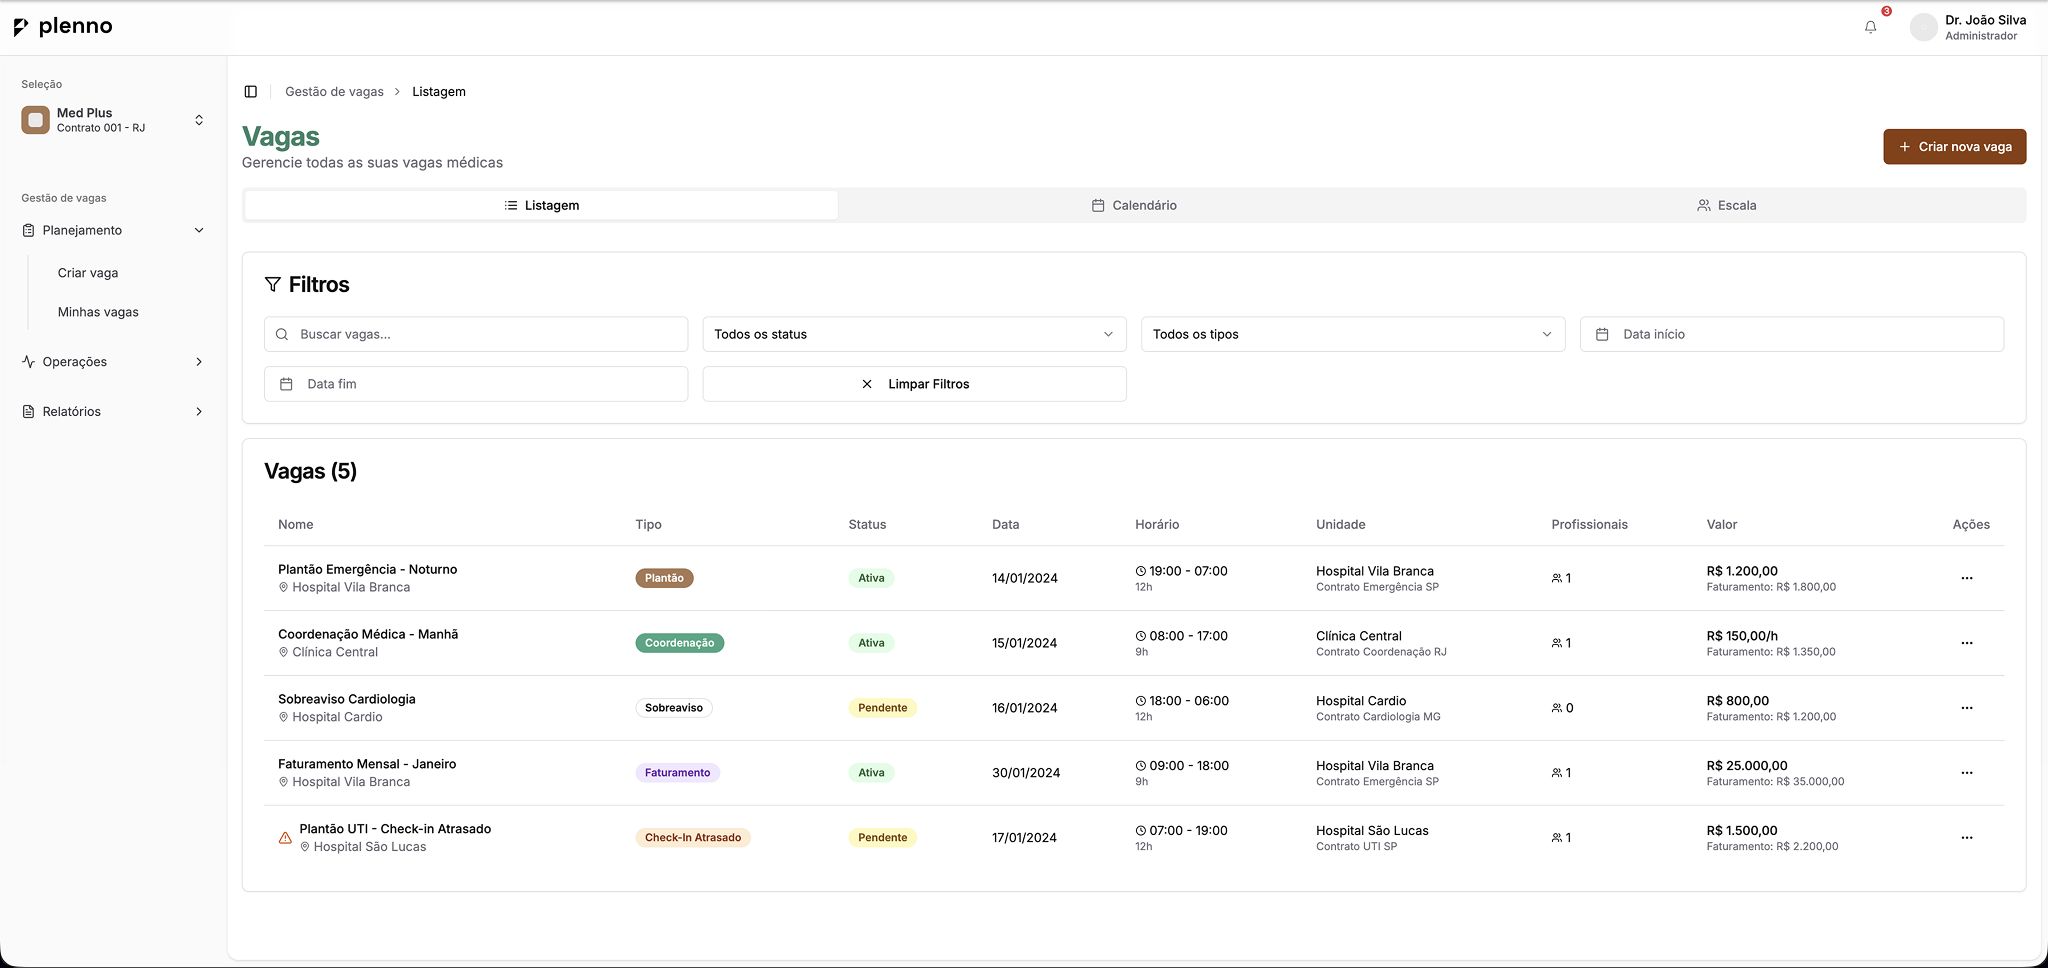 plenno
3
Dr. João Silva
Administrador
Seleção
Med Plus
Contrato 001 - RJ
Gestão de vagas
Planejamento
Criar vaga
Minhas vagas
Operações
Relatórios
Gestão de vagas > Listagem
Vagas
Gerencie todas as suas vagas médicas
+ Criar nova vaga
Listagem Calendário Escala
Filtros
Buscar vagas... Todos os status Todos os tipos Data início
Data fim Limpar Filtros
Vagas (5)
Nome Tipo Status Data Horário Unidade Profissionais Valor Ações
Plantão Emergência - Noturno
Hospital Vila Branca
Plantão
Ativa
14/01/2024
19:00 - 07:00
12h
Hospital Vila Branca
Contrato Emergência SP
1
R$ 1.200,00
Faturamento: R$ 1.800,00
...
Coordenação Médica - Manhã
Clínica Central
Coordenação
Ativa
15/01/2024
08:00 - 17:00
9h
Clínica Central
Contrato Coordenação RJ
1
R$ 150,00/h
Faturamento: R$ 1.350,00
...
Sobreaviso Cardiologia
Hospital Cardio
Sobreaviso
Pendente
16/01/2024
18:00 - 06:00
12h
Hospital Cardio
Contrato Cardiologia MG
0
R$ 800,00
Faturamento: R$ 1.200,00
...
Faturamento Mensal - Janeiro
Hospital Vila Branca
Faturamento
Ativa
30/01/2024
09:00 - 18:00
9h
Hospital Vila Branca
Contrato Emergência SP
1
R$ 25.000,00
Faturamento: R$ 35.000,00
...
Plantão UTI - Check-in Atrasado
Hospital São Lucas
Check-In Atrasado
Pendente
17/01/2024
07:00 - 19:00
12h
Hospital São Lucas
Contrato UTI SP
1
R$ 1.500,00
Faturamento: R$ 2.200,00
...